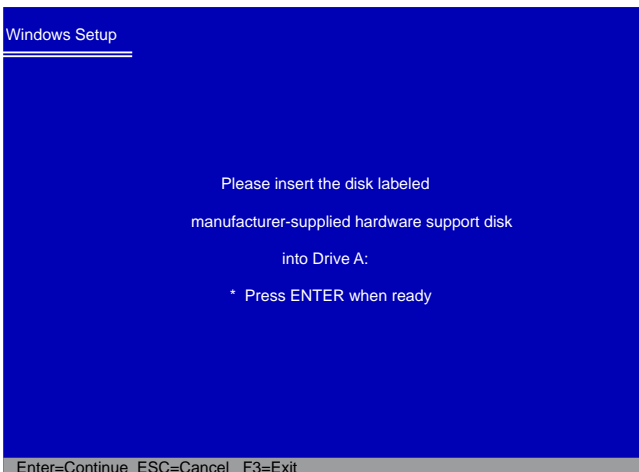 Windows Setup
Please insert the disk labeled
manufacturer-supplied hardware support disk
into Drive A:
* Press ENTER when ready
Enter=Continue ESC=Cancel F3=Exit